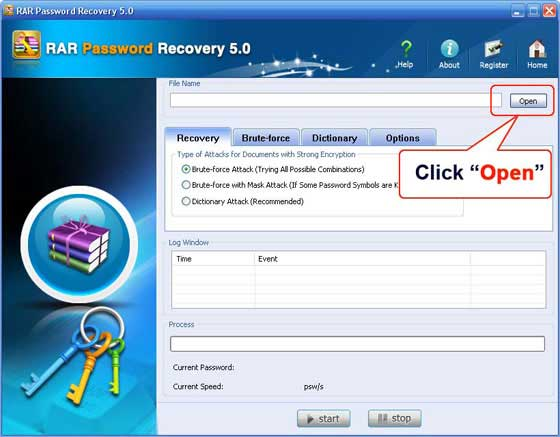 RAR Password Recovery 5.0
RAR Password Recovery 5.0
Help
About
Register
Home
File Name
Open
Recovery
Brute-force
Dictionary
Options
Type of Attacks for Documents with Strong Encryption
Brute-force Attack (Trying All Possible Combinations)
Brute-force with Mask Attack (If Some Password Symbols are K
Dictionary Attack (Recommended)
Click “Open”
Log Window
Time Event
Process
Current Password:
Current Speed: psw/s
start
stop